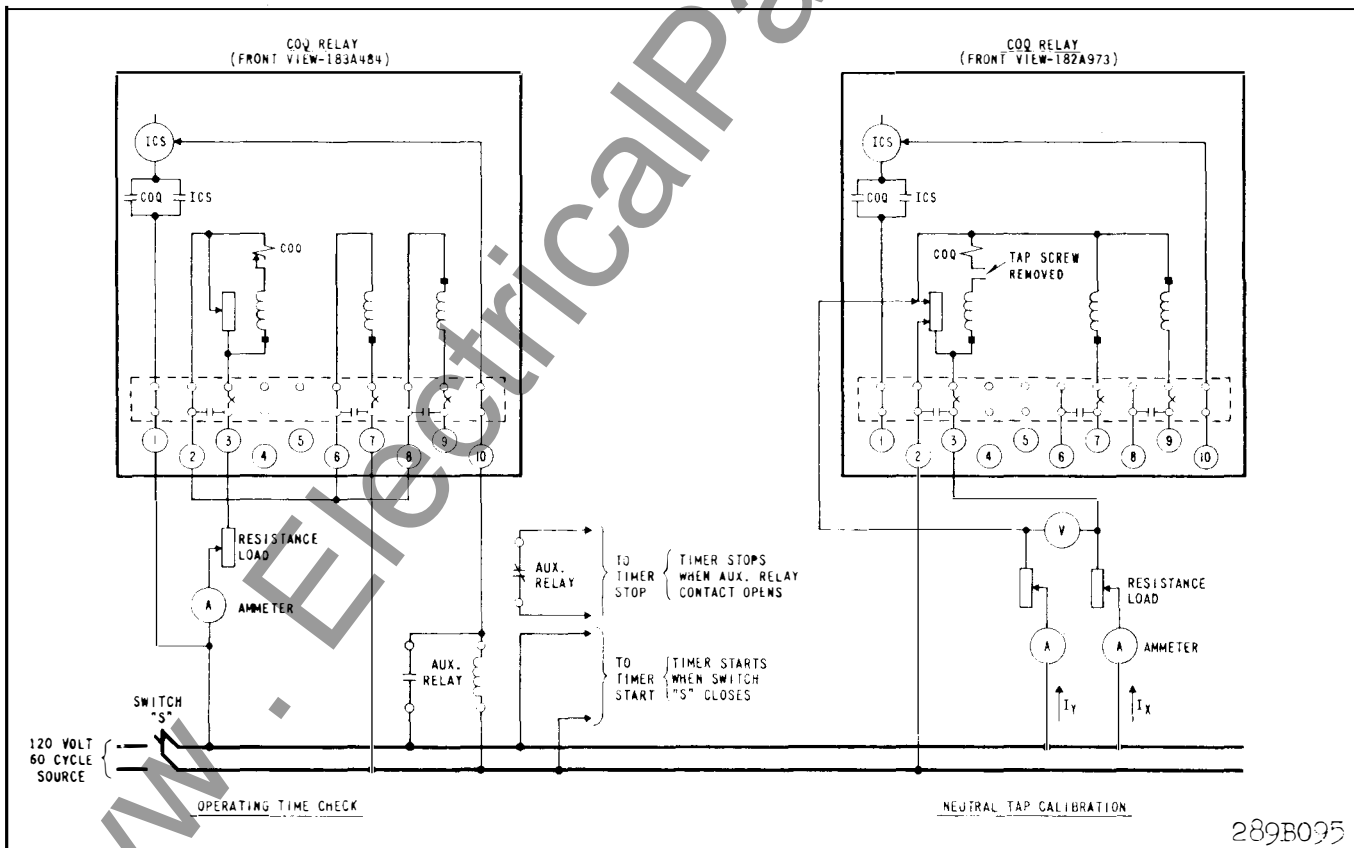 COQ RELAY
(FRONT VIEW-183A484)
ICS
COQ ICS
COQ
1 2 3 4 5 6 7 8 9 10
RESISTANCE
LOAD
A AMMETER
AUX.
RELAY
TO
TIMER
STOP
TIMER STOPS
WHEN AUX. RELAY
CONTACT OPENS
AUX.
RELAY
TO
TIMER
START
TIMER STARTS
WHEN SWITCH
"S" CLOSES
SWITCH
"S"
120 VOLT
60 CYCLE
SOURCE
OPERATING TIME CHECK
COQ RELAY
(FRONT VIEW-182A973)
ICS
COQ ICS
COQ
TAP SCREW
REMOVED
1 2 3 4 5 6 7 8 9 10
V
RESISTANCE
LOAD
A A AMMETER
IY IX
NEUTRAL TAP CALIBRATION
289B095
w . ElectricalPa